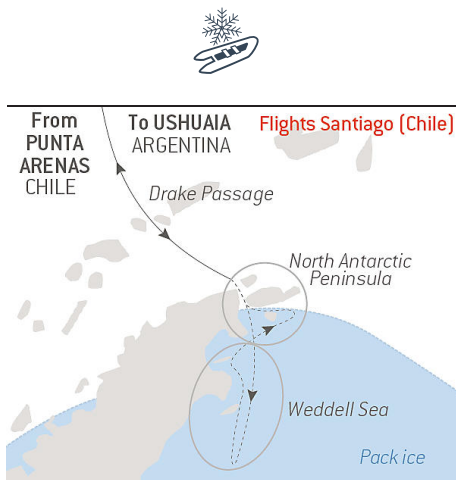 From
PUNTA
ARENAS
CHILE
To USHUAIA
ARGENTINA
Flights Santiago (Chile)
Drake Passage
North Antarctic
Peninsula
Weddell Sea
Pack ice